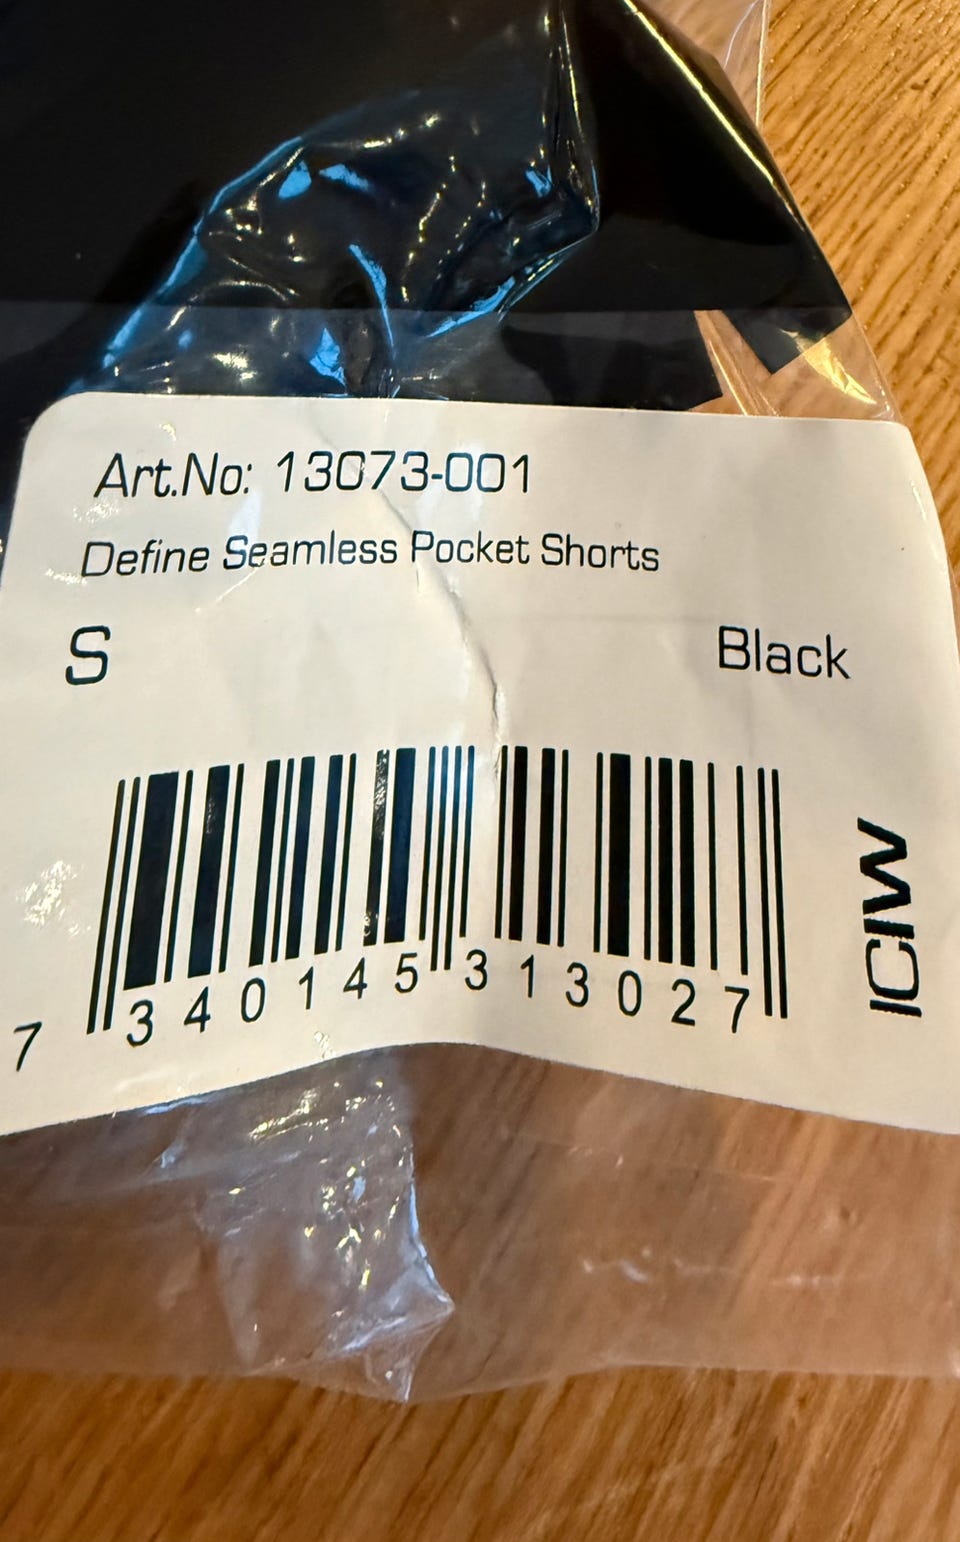 Art.No: 13073-001
Define Seamless Pocket Shorts
S Black
7 340145 313027
ICIW